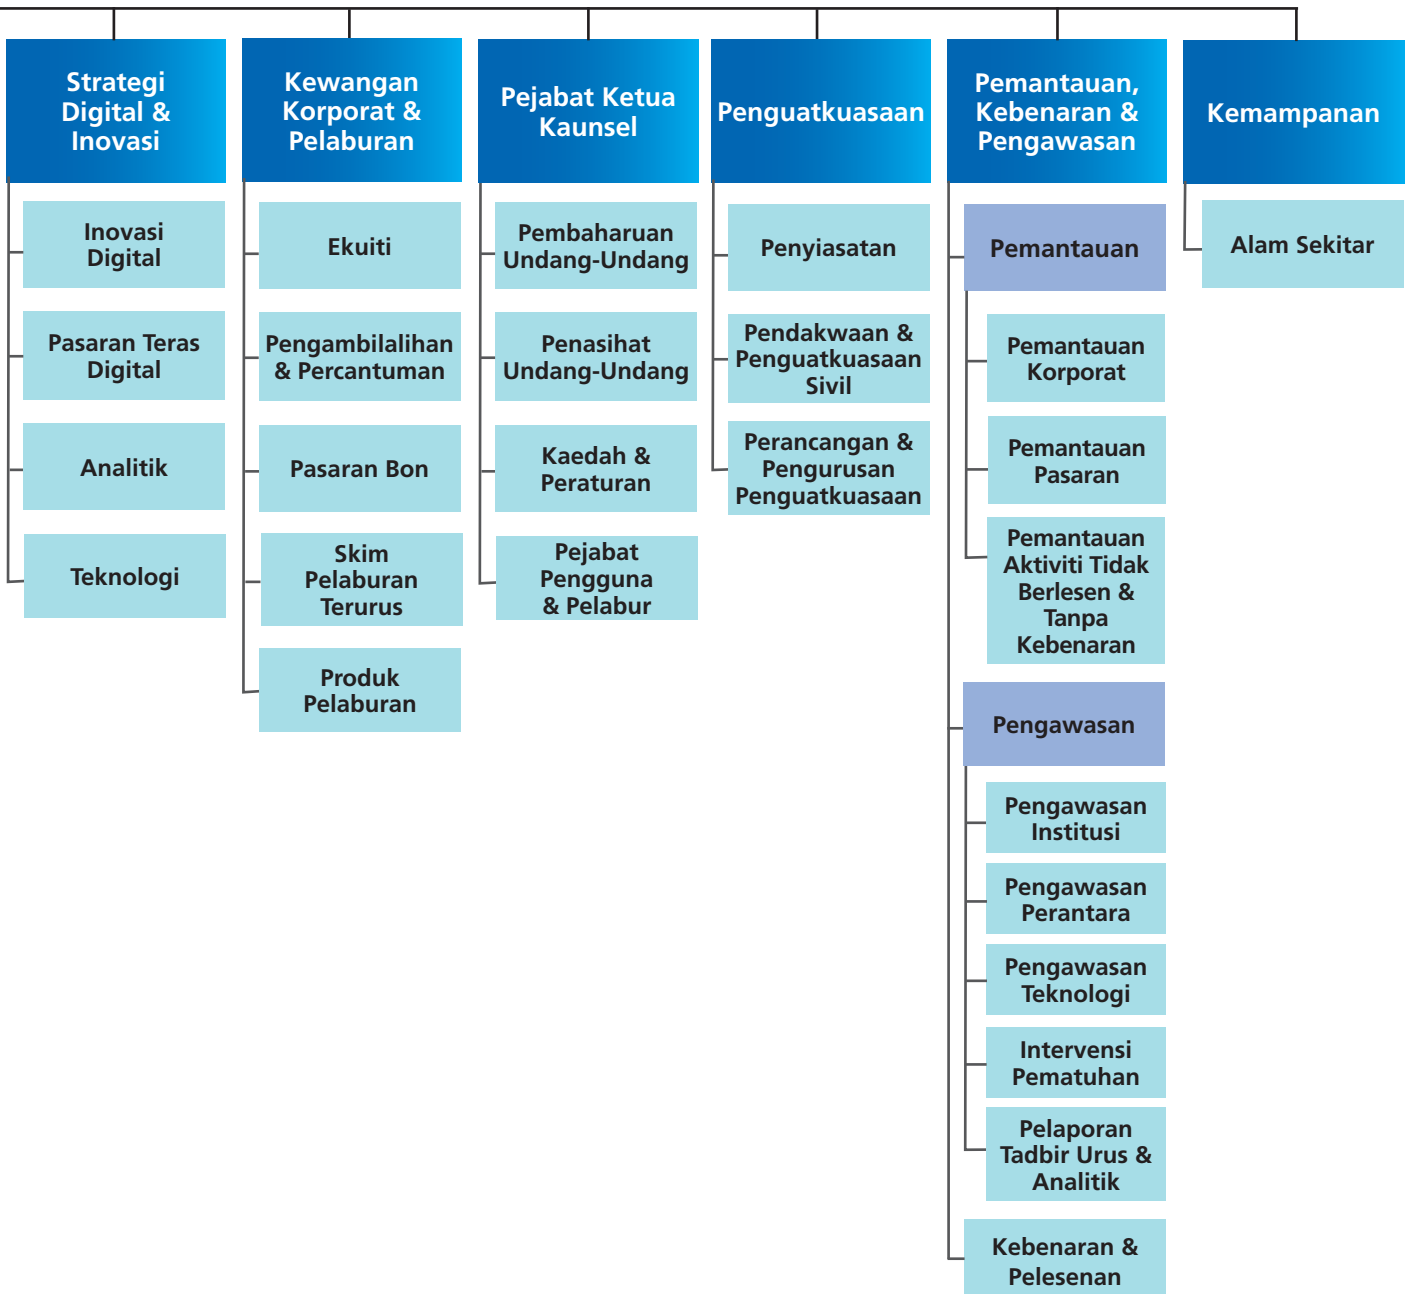 Strategi
Digital &
Inovasi
Inovasi
Digital
Pasaran Teras
Digital
Analitik
Teknologi
Kewangan
Korporat &
Pelaburan
Ekuiti
Pengambilalihan
& Percantuman
Pasaran Bon
Skim
Pelaburan
Terurus
Produk
Pelaburan
Pejabat Ketua
Kaunsel
Pembaharuan
Undang-Undang
Penasihat
Undang-Undang
Kaedah &
Peraturan
Pejabat
Pengguna
& Pelabur
Penguatkuasaan
Penyiasatan
Pendakwaan &
Penguatkuasaan
Sivil
Perancangan &
Pengurusan
Penguatkuasaan
Pemantauan,
Kebenaran &
Pengawasan
Pemantauan
Pemantauan
Korporat
Pemantauan
Pasaran
Pemantauan
Aktiviti Tidak
Berlesen &
Tanpa
Kebenaran
Pengawasan
Pengawasan
Institusi
Pengawasan
Perantara
Pengawasan
Teknologi
Intervensi
Pematuhan
Pelaporan
Tadbir Urus &
Analitik
Kebenaran &
Pelesenan
Kemampanan
Alam Sekitar